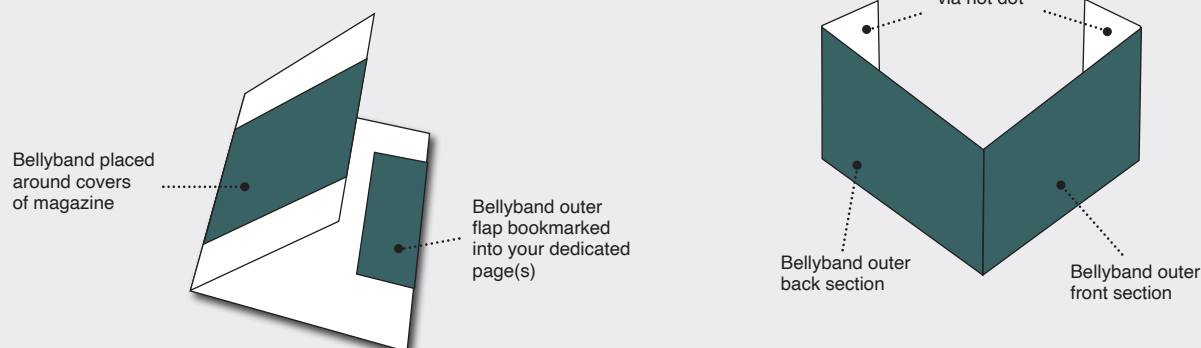 via hot dot
Bellyband placed
around covers
of magazine
Bellyband outer
flap bookmarked
into your dedicated
page(s)
Bellyband outer
back section
Bellyband outer
front section